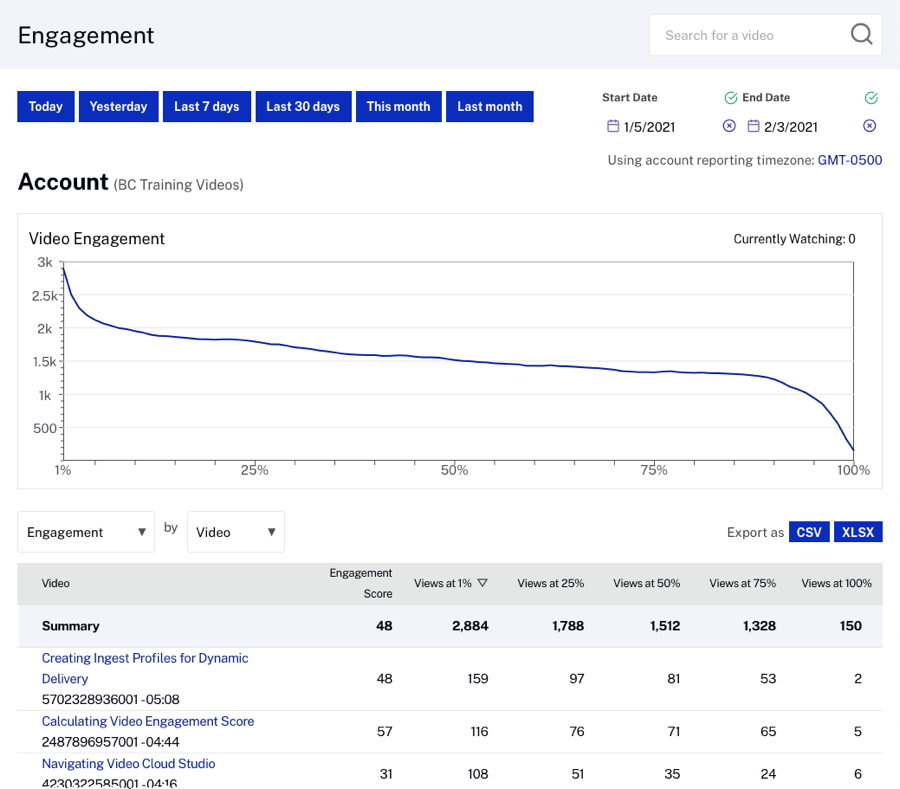 Engagement
Search for a video
Today Yesterday Last 7 days Last 30 days This month Last month
Start Date End Date
1/5/2021 2/3/2021
Using account reporting timezone: GMT-0500
Account (BC Training Videos)
Video Engagement Currently Watching: 0
3k
2.5k
2k
1.5k
1k
500
1% 25% 50% 75% 100%
Engagement by Video Export as CSV XLSX
Video Engagement Score Views at 1% Views at 25% Views at 50% Views at 75% Views at 100%
Summary 48 2,884 1,788 1,512 1,328 150
Creating Ingest Profiles for Dynamic
Delivery 48 159 97 81 53 2
5702328936001 - 05:08
Calculating Video Engagement Score 57 116 76 71 65 5
2487896957001 - 04:44
Navigating Video Cloud Studio 31 108 51 35 24 6
4230322585001 - 04:16